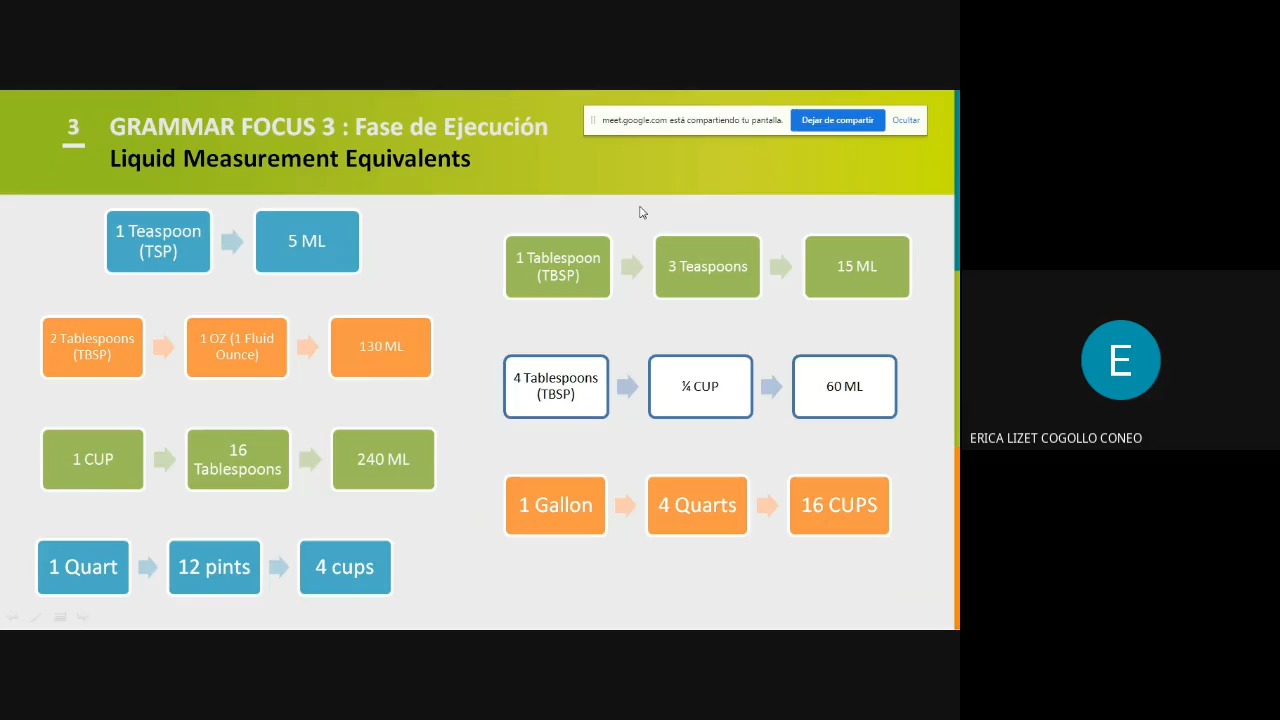 3
GRAMMAR FOCUS 3 : Fase de Ejecución
Liquid Measurement Equivalents
meet.google.com está compartiendo tu pantalla.
Dejar de compartir
Ocultar
1 Teaspoon
(TSP)
5 ML
1 Tablespoon
(TBSP)
3 Teaspoons
15 ML
2 Tablespoons
(TBSP)
1 OZ (1 Fluid
Ounce)
130 ML
4 Tablespoons
(TBSP)
¼ CUP
60 ML
1 CUP
16
Tablespoons
240 ML
1 Gallon
4 Quarts
16 CUPS
1 Quart
12 pints
4 cups
E
ERICA LIZET COGOLLO CONEO